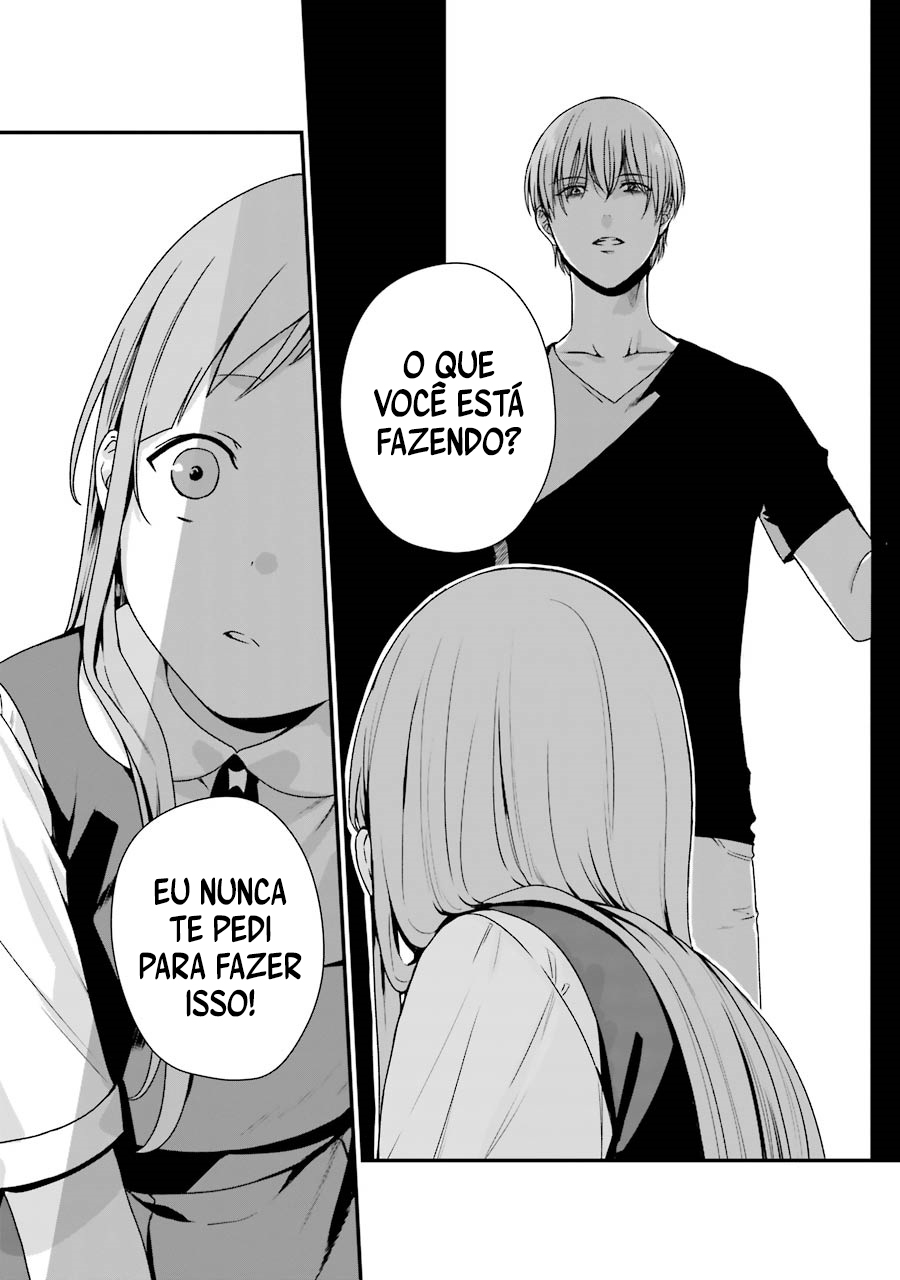 O QUE
VOCÊ ESTÁ
FAZENDO?
EU NUNCA
TE PEDI
PARA FAZER
ISSO!